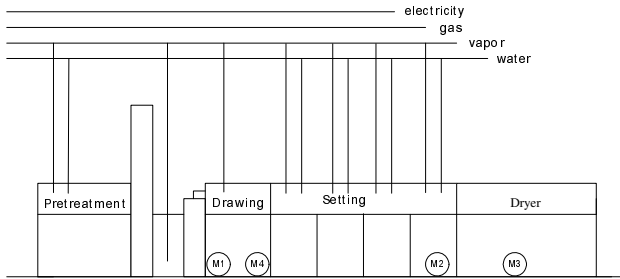 electricity
gas
vapor
water
Pretreatment
Drawing
Setting
Dryer
M1
M4
M2
M3